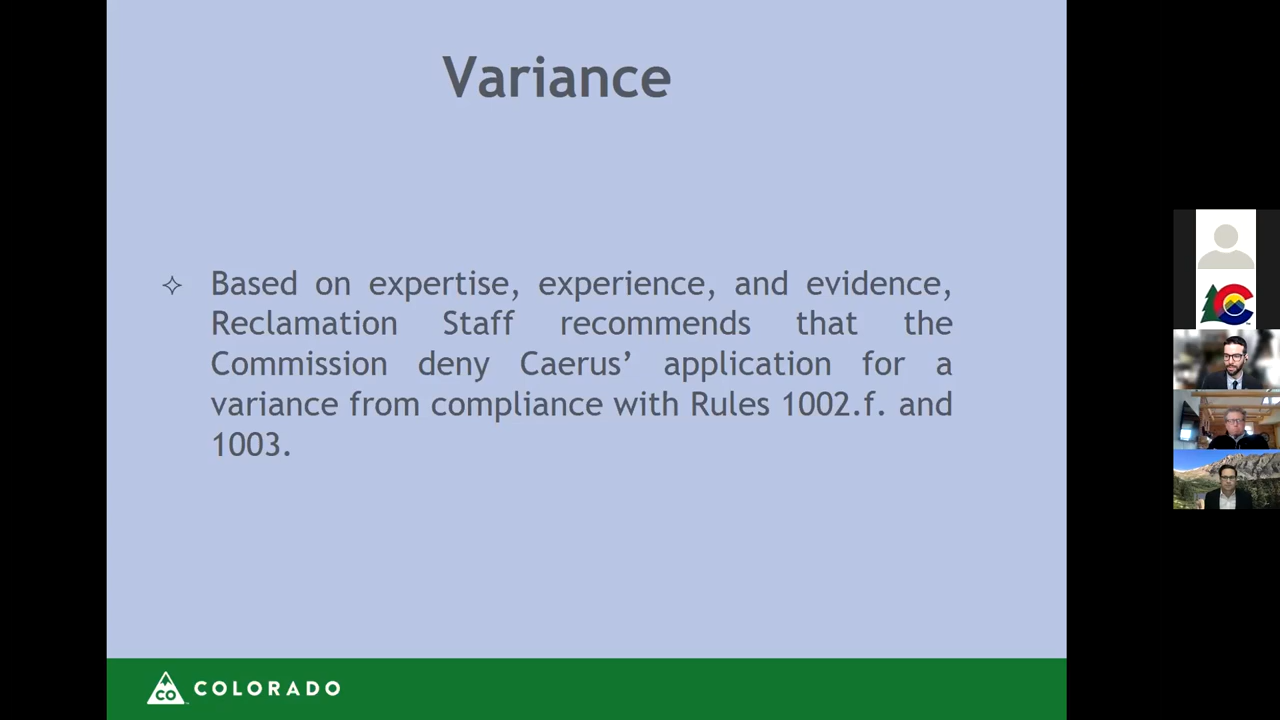 Variance
✧ Based on expertise, experience, and evidence,
Reclamation Staff recommends that the
Commission deny Caerus’ application for a
variance from compliance with Rules 1002.f. and
1003.
CO COLORADO